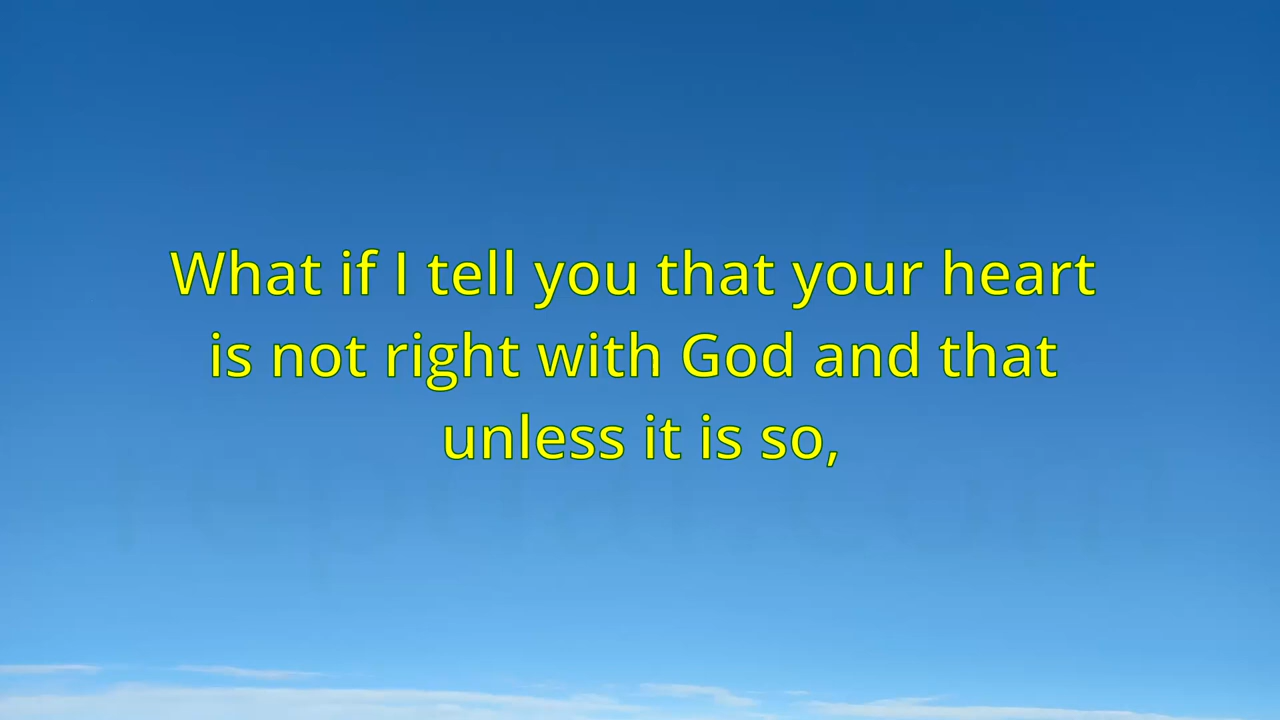 What if I tell you that your heart
is not right with God and that
unless it is so,